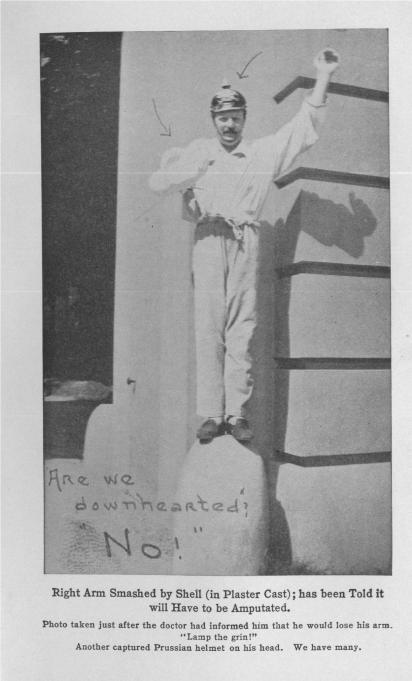 Are we
downhearted?
"No!"
Right Arm Smashed by Shell (in Plaster Cast); has been Told it
will Have to be Amputated.
Photo taken just after the doctor had informed him that he would lose his arm.
"Lamp the grin!"
Another captured Prussian helmet on his head. We have many.